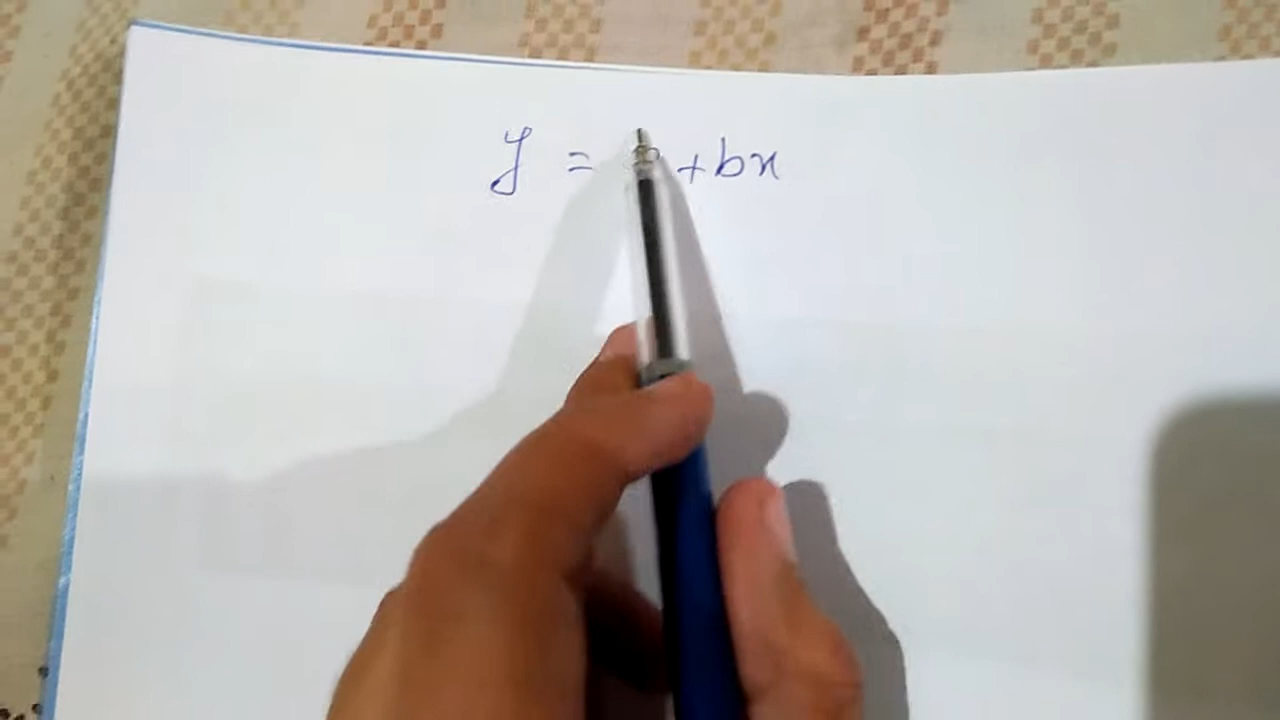 y = + bx